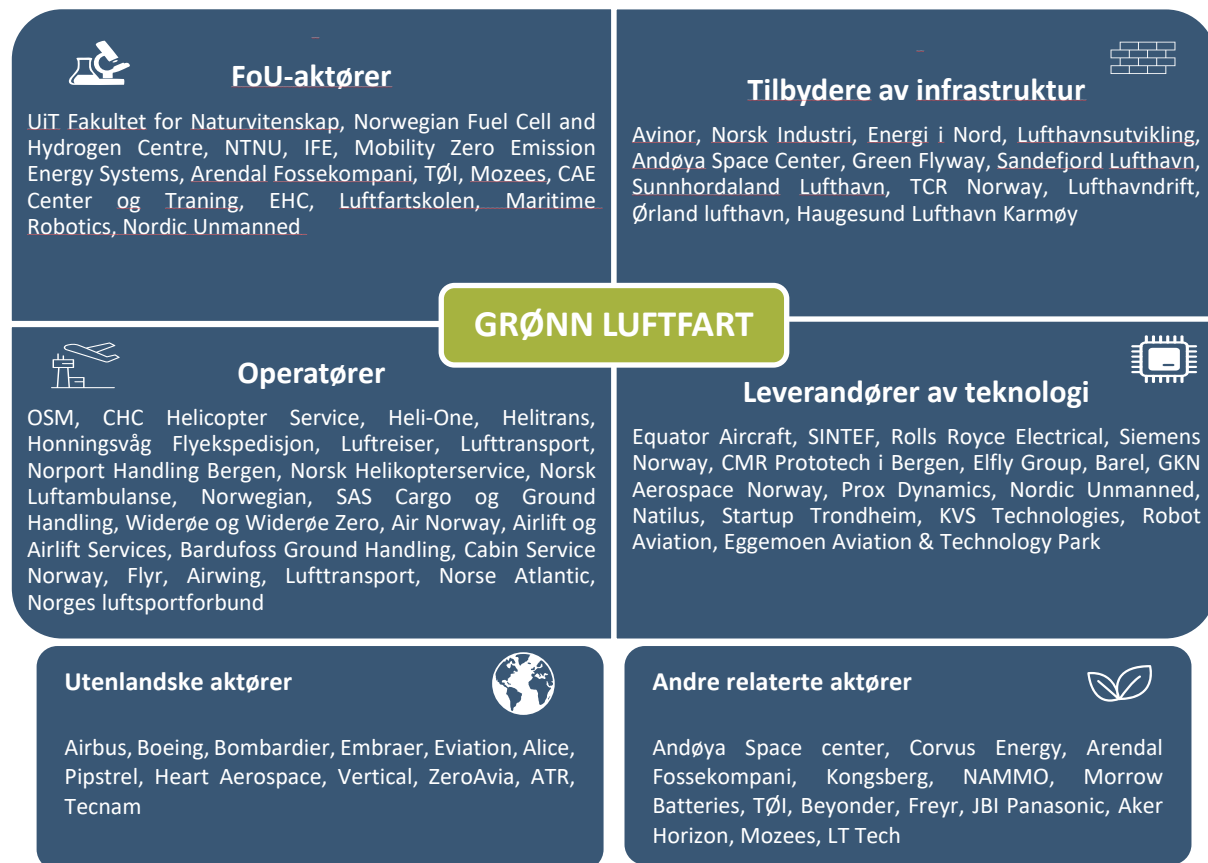 FoU-aktører
UiT Fakultet for Naturvitenskap, Norwegian Fuel Cell and
Hydrogen Centre, NTNU, IFE, Mobility Zero Emission
Energy Systems, Arendal Fossekompani, TØI, Mozees, CAE
Center og Traning, EHC, Luftfartskolen, Maritime
Robotics, Nordic Unmanned
Tilbydere av infrastruktur
Avinor, Norsk Industri, Energi i Nord, Lufthavnsutvikling,
Andøya Space Center, Green Flyway, Sandefjord Lufthavn,
Sunnhordaland Lufthavn, TCR Norway, Lufthavndrift,
Ørland lufthavn, Haugesund Lufthavn Karmøy
GRØNN LUFTFART
Operatører
OSM, CHC Helicopter Service, Heli-One, Helitrans,
Honningsvåg Flyekspedisjon, Luftreiser, Lufttransport,
Norport Handling Bergen, Norsk Helikopterservice, Norsk
Luftambulanse, Norwegian, SAS Cargo og Ground
Handling, Widerøe og Widerøe Zero, Air Norway, Airlift og
Airlift Services, Bardufoss Ground Handling, Cabin Service
Norway, Flyr, Airwing, Lufttransport, Norse Atlantic,
Norges luftsportforbund
Leverandører av teknologi
Equator Aircraft, SINTEF, Rolls Royce Electrical, Siemens
Norway, CMR Prototech i Bergen, Elfly Group, Barel, GKN
Aerospace Norway, Prox Dynamics, Nordic Unmanned,
Natilus, Startup Trondheim, KVS Technologies, Robot
Aviation, Eggemoen Aviation & Technology Park
Utenlandske aktører
Airbus, Boeing, Bombardier, Embraer, Eviation, Alice,
Pipstrel, Heart Aerospace, Vertical, ZeroAvia, ATR,
Tecnam
Andre relaterte aktører
Andøya Space center, Corvus Energy, Arendal
Fossekompani, Kongsberg, NAMMO, Morrow
Batteries, TØI, Beyonder, Freyr, JBI Panasonic, Aker
Horizon, Mozees, LT Tech